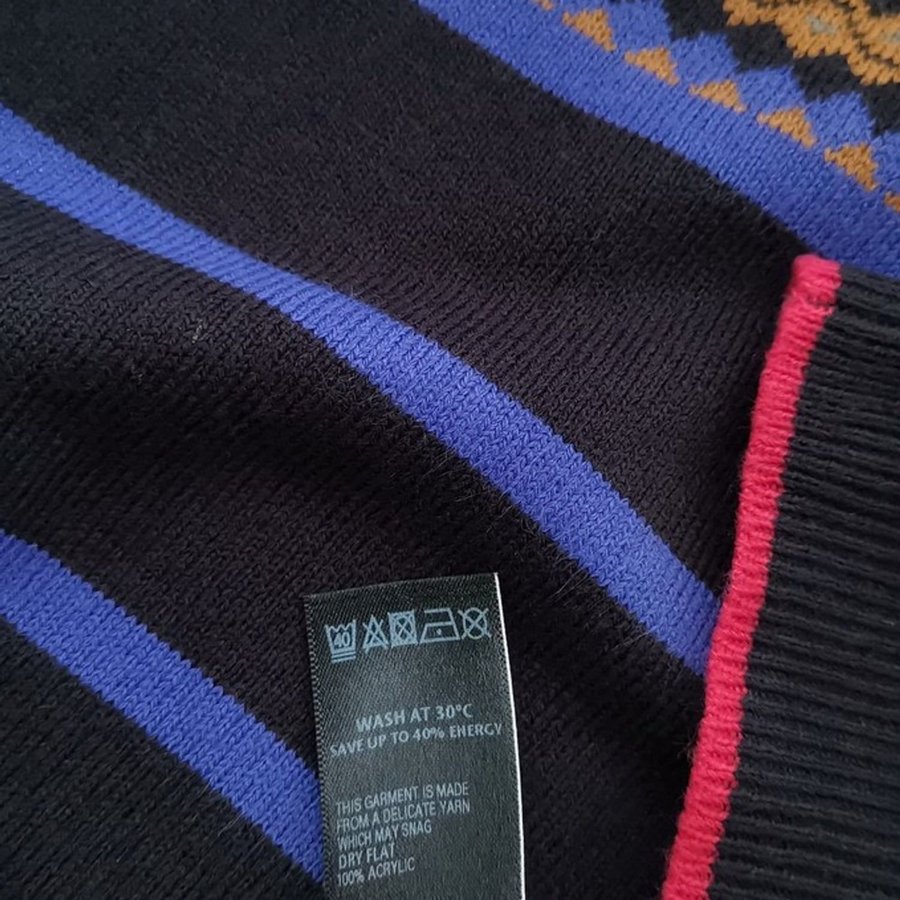 40
WASH AT 30°C
SAVE UP TO 40% ENERGY
THIS GARMENT IS MADE
FROM A DELICATE YARN
WHICH MAY SNAG
DRY FLAT
100% ACRYLIC